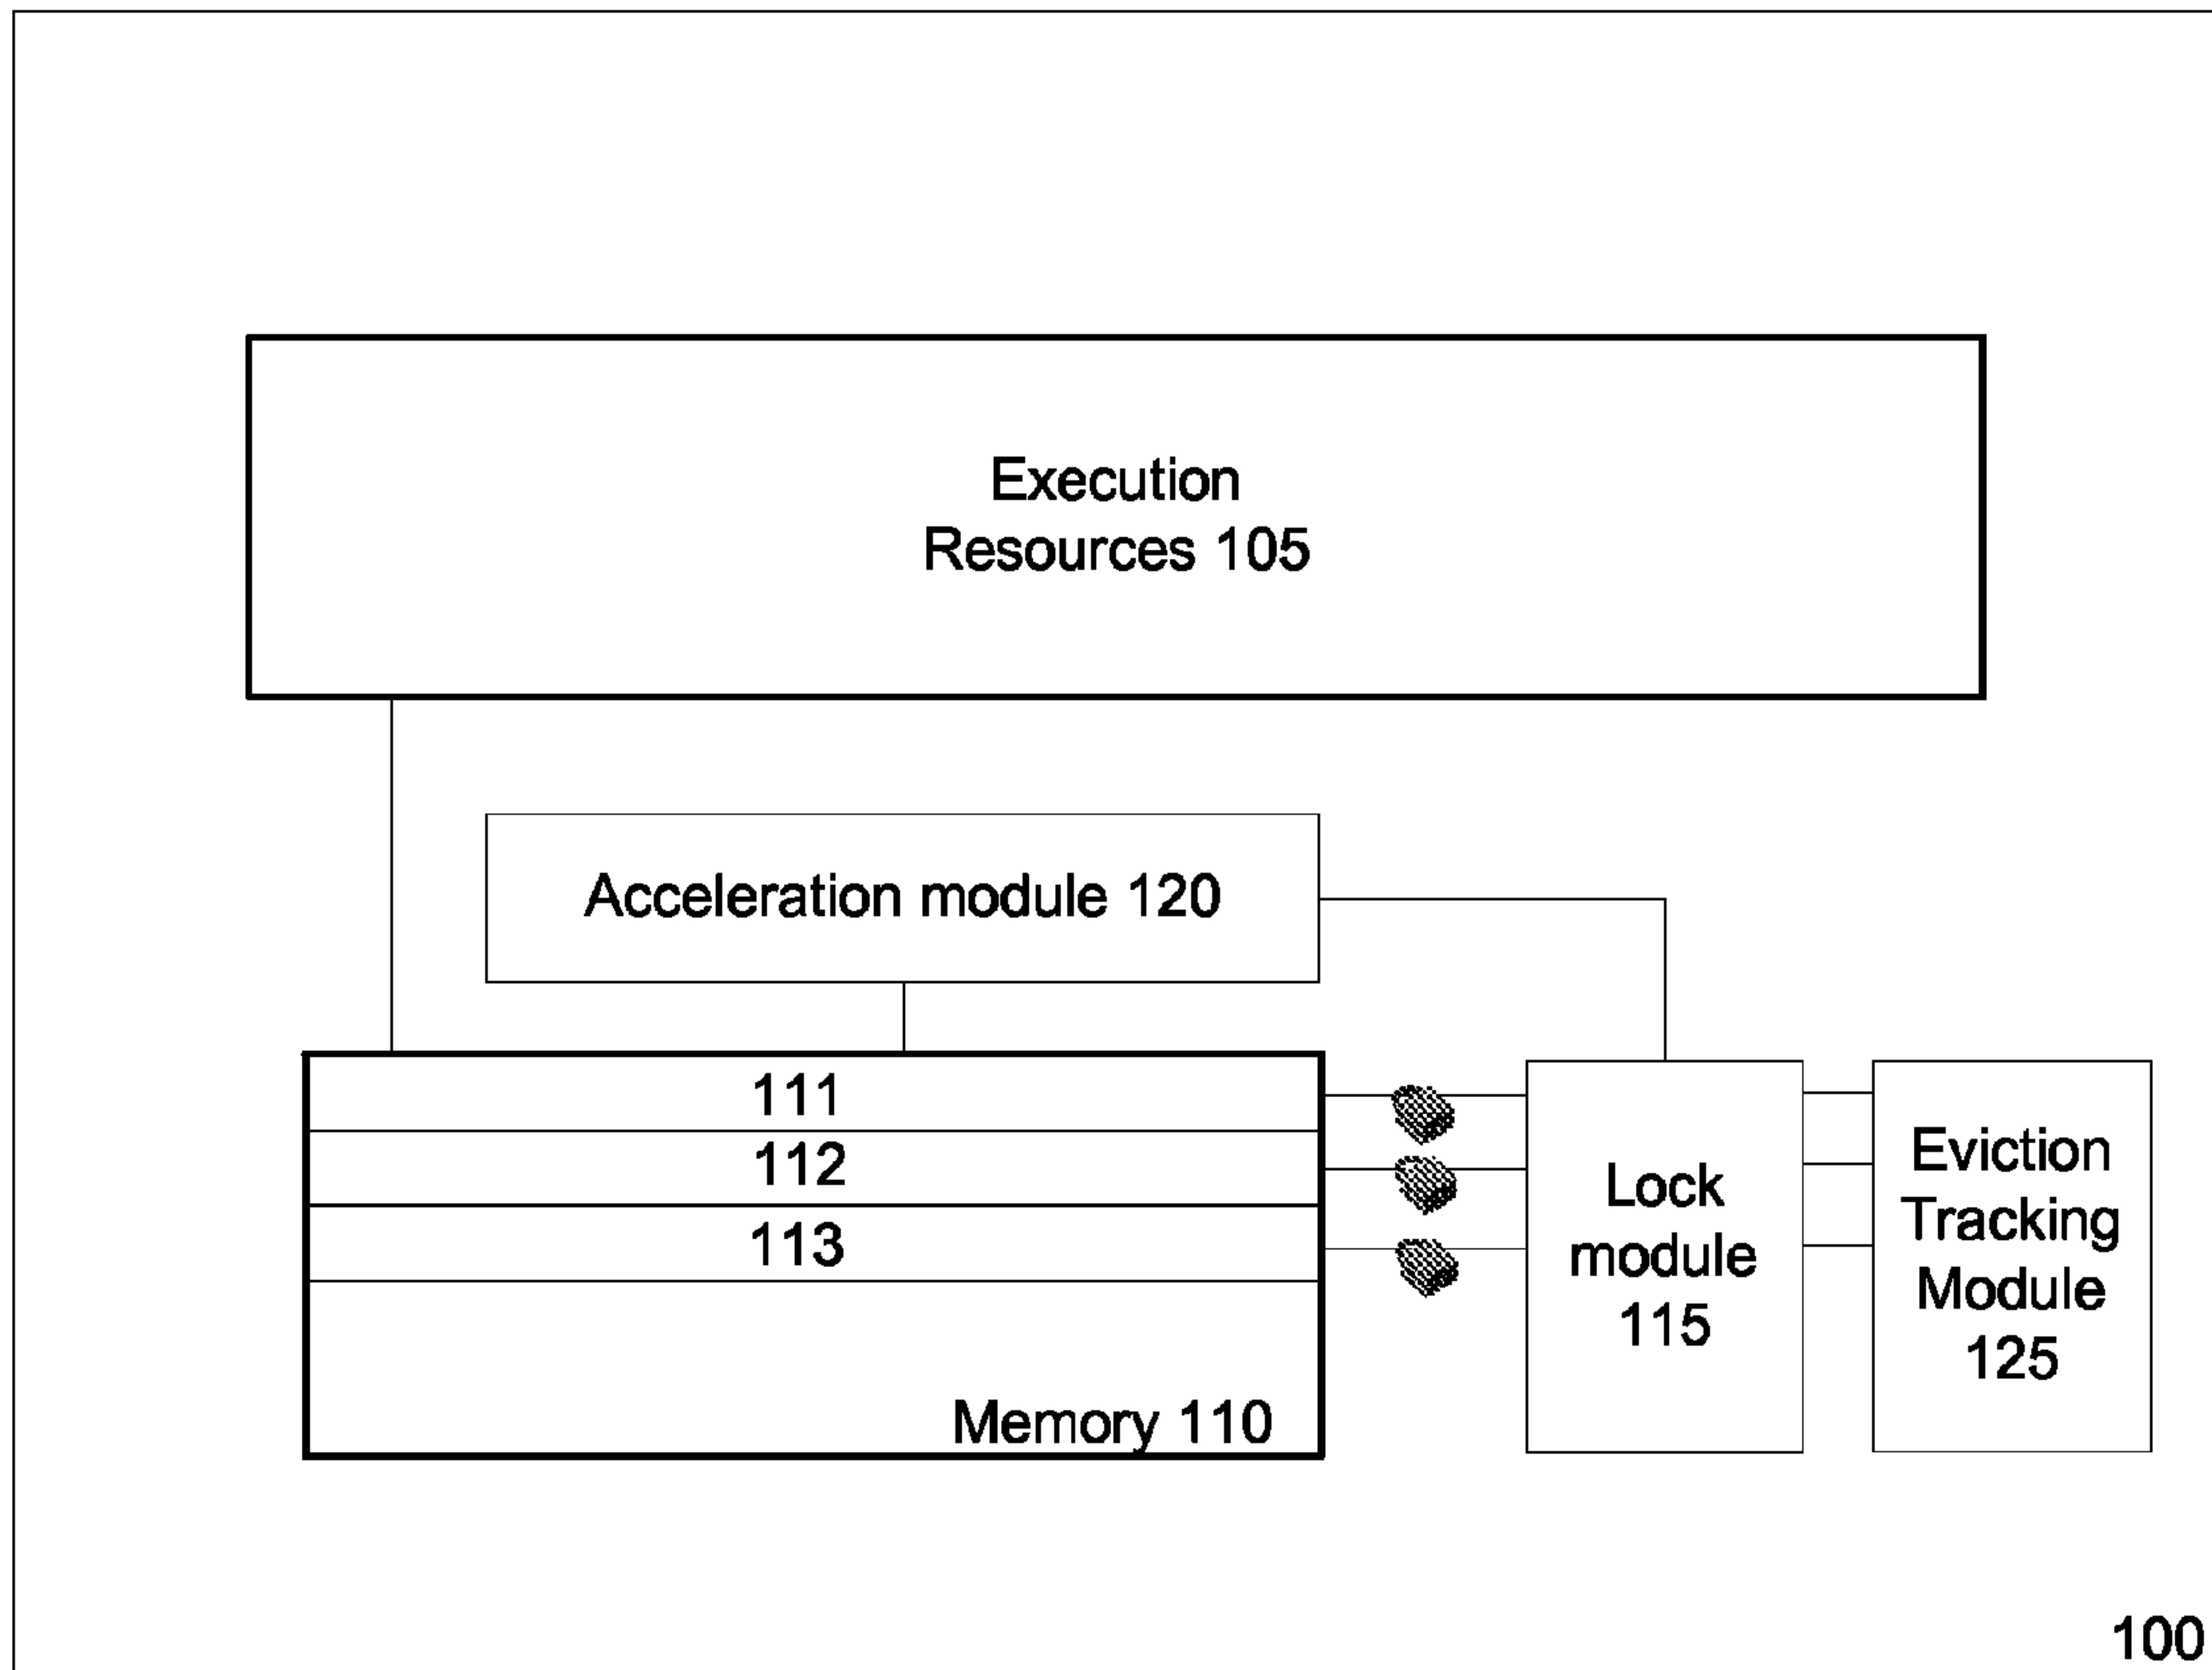 Execution
Resources 105
Acceleration module 120
111
112
113
Memory 110
Lock
module
115
Eviction
Tracking
Module
125
100